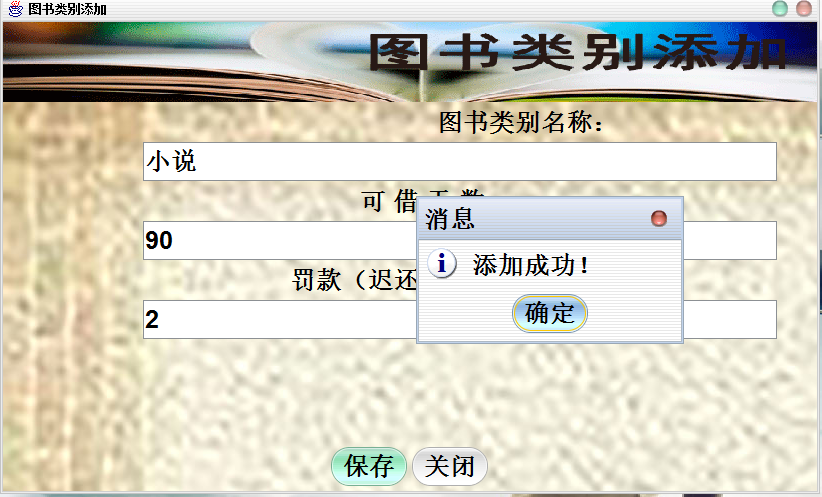 图书类别添加
图书类别添加
图书类别名称：
小说
可 借 天 数
90
罚款（迟还
2
消息
添加成功！
确定
保存 关闭